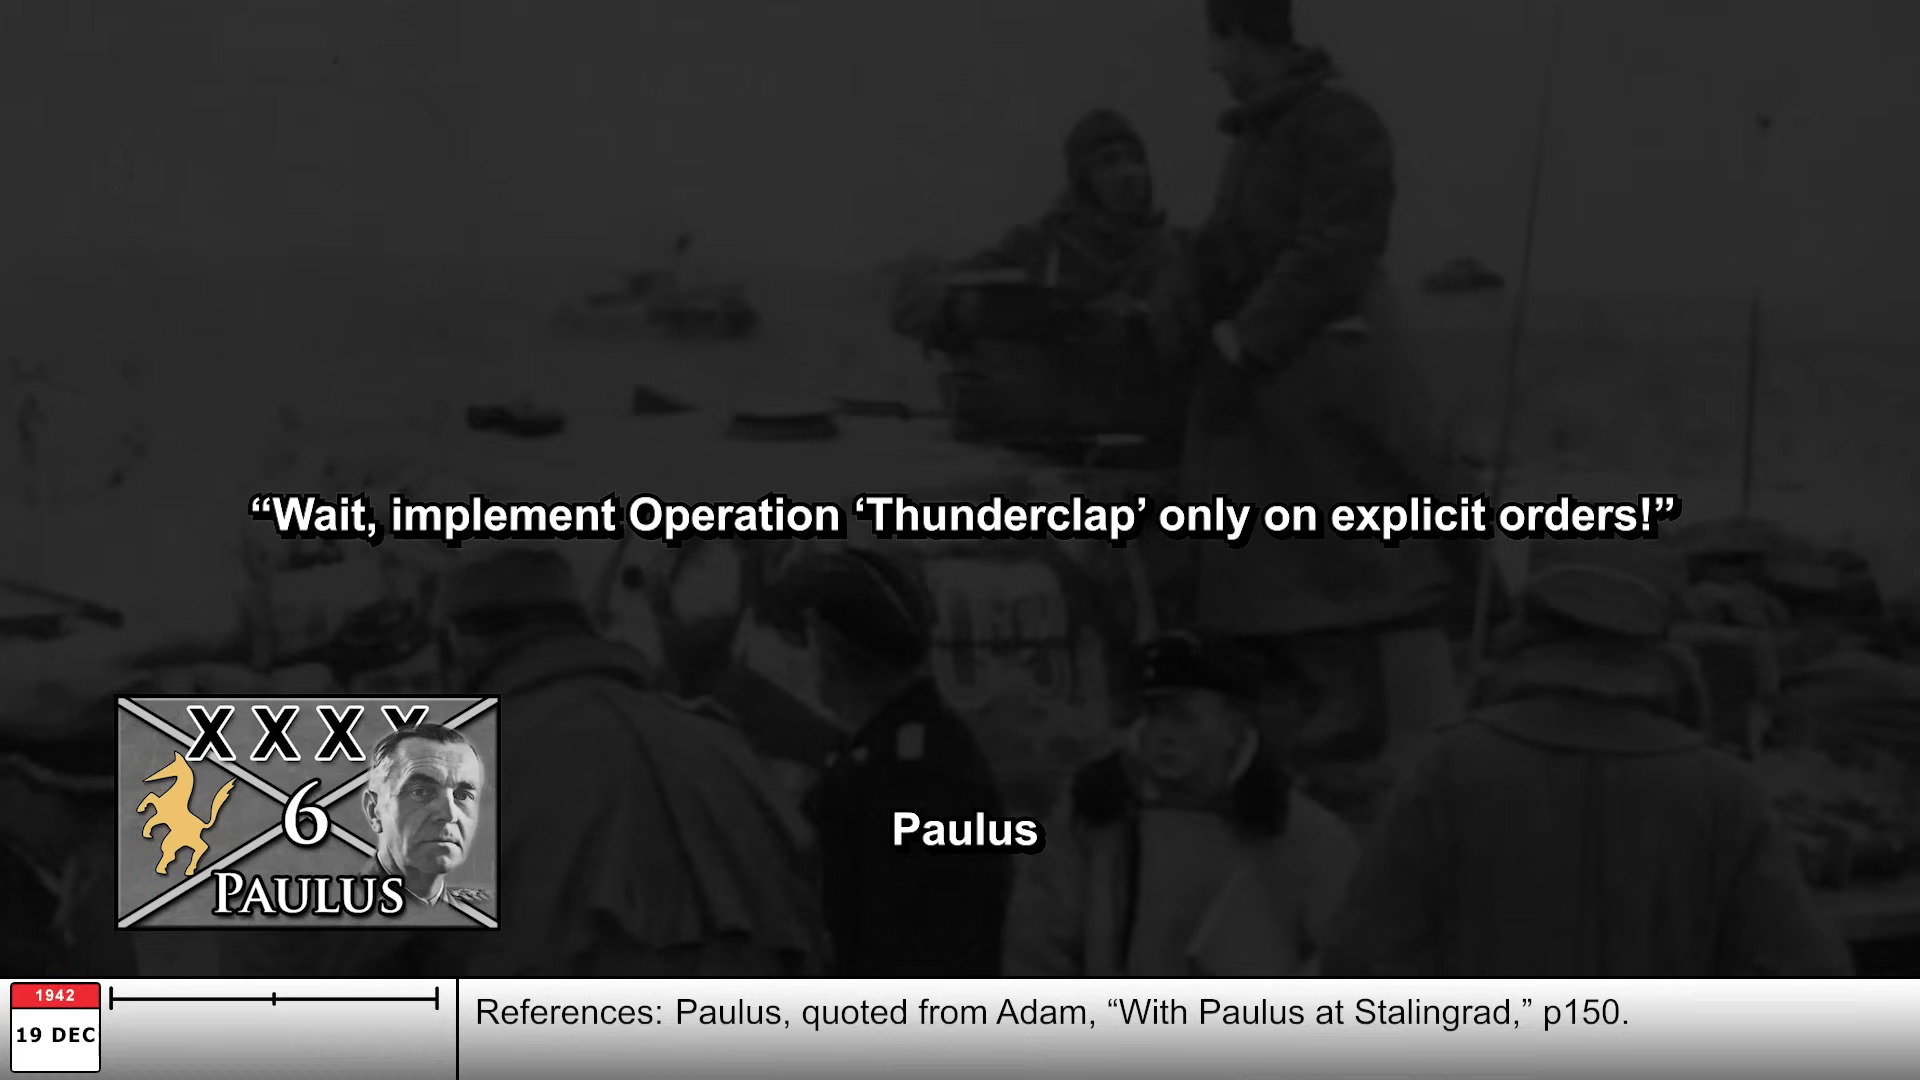 “Wait, implement Operation ‘Thunderclap’ only on explicit orders!”
X X X X
6
PAULUS
Paulus
1942
19 DEC
References: Paulus, quoted from Adam, “With Paulus at Stalingrad,” p150.